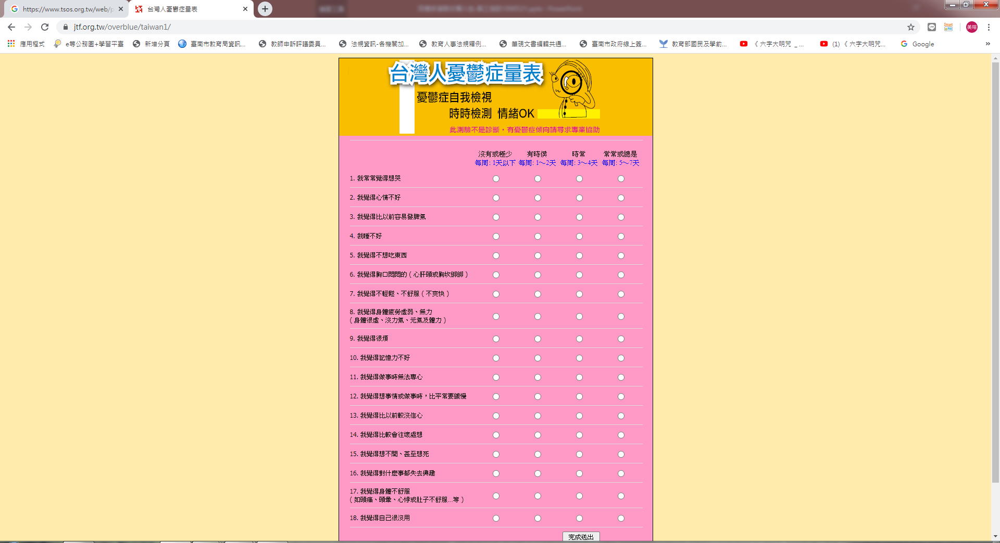 https://www.tsos.org.tw/web/p
台灣人憂鬱症量表
jtf.org.tw/overblue/taiwan1/
美瑢
應用程式
e等公務園+學習平臺
新增分頁
臺南市教育局資訊...
教師申訴評議委員...
法規資訊-各機關加...
教育人事法規釋例...
筆硯文書編輯共通...
臺南市政府線上簽...
教育部國民及學前...
《 六字大明咒 _ ...
(1) 《 六字大明咒...
Google
»
台灣人憂鬱症量表
憂鬱症自我檢視
時時檢測 情緒OK
此測驗不是診斷，有憂鬱症傾向請尋求專業協助
沒有或極少 有時侯 時常 常常或總是
每周: 1天以下 每周: 1～2天 每周: 3～4天 每周: 5～7天
1. 我常常覺得想哭
2. 我覺得心情不好
3. 我覺得比以前容易發脾氣
4. 我睡不好
5. 我覺得不想吃東西
6. 我覺得胸口悶悶的 ( 心肝頭或胸坎綁綁 )
7. 我覺得不輕鬆、不舒服 ( 不爽快 )
8. 我覺得身體疲勞虛弱、無力
( 身體很虛、沒力氣、元氣及體力 )
9. 我覺得很煩
10. 我覺得記憶力不好
11. 我覺得做事時無法專心
12. 我覺得想事情或做事時，比平常要緩慢
13. 我覺得比以前較沒信心
14. 我覺得比較會往壞處想
15. 我覺得想不開、甚至想死
16. 我覺得對什麼事都失去興趣
17. 我覺得身體不舒服
( 如頭痛、頭暈、心悸或肚子不舒服...等 )
18. 我覺得自己很沒用
完成送出